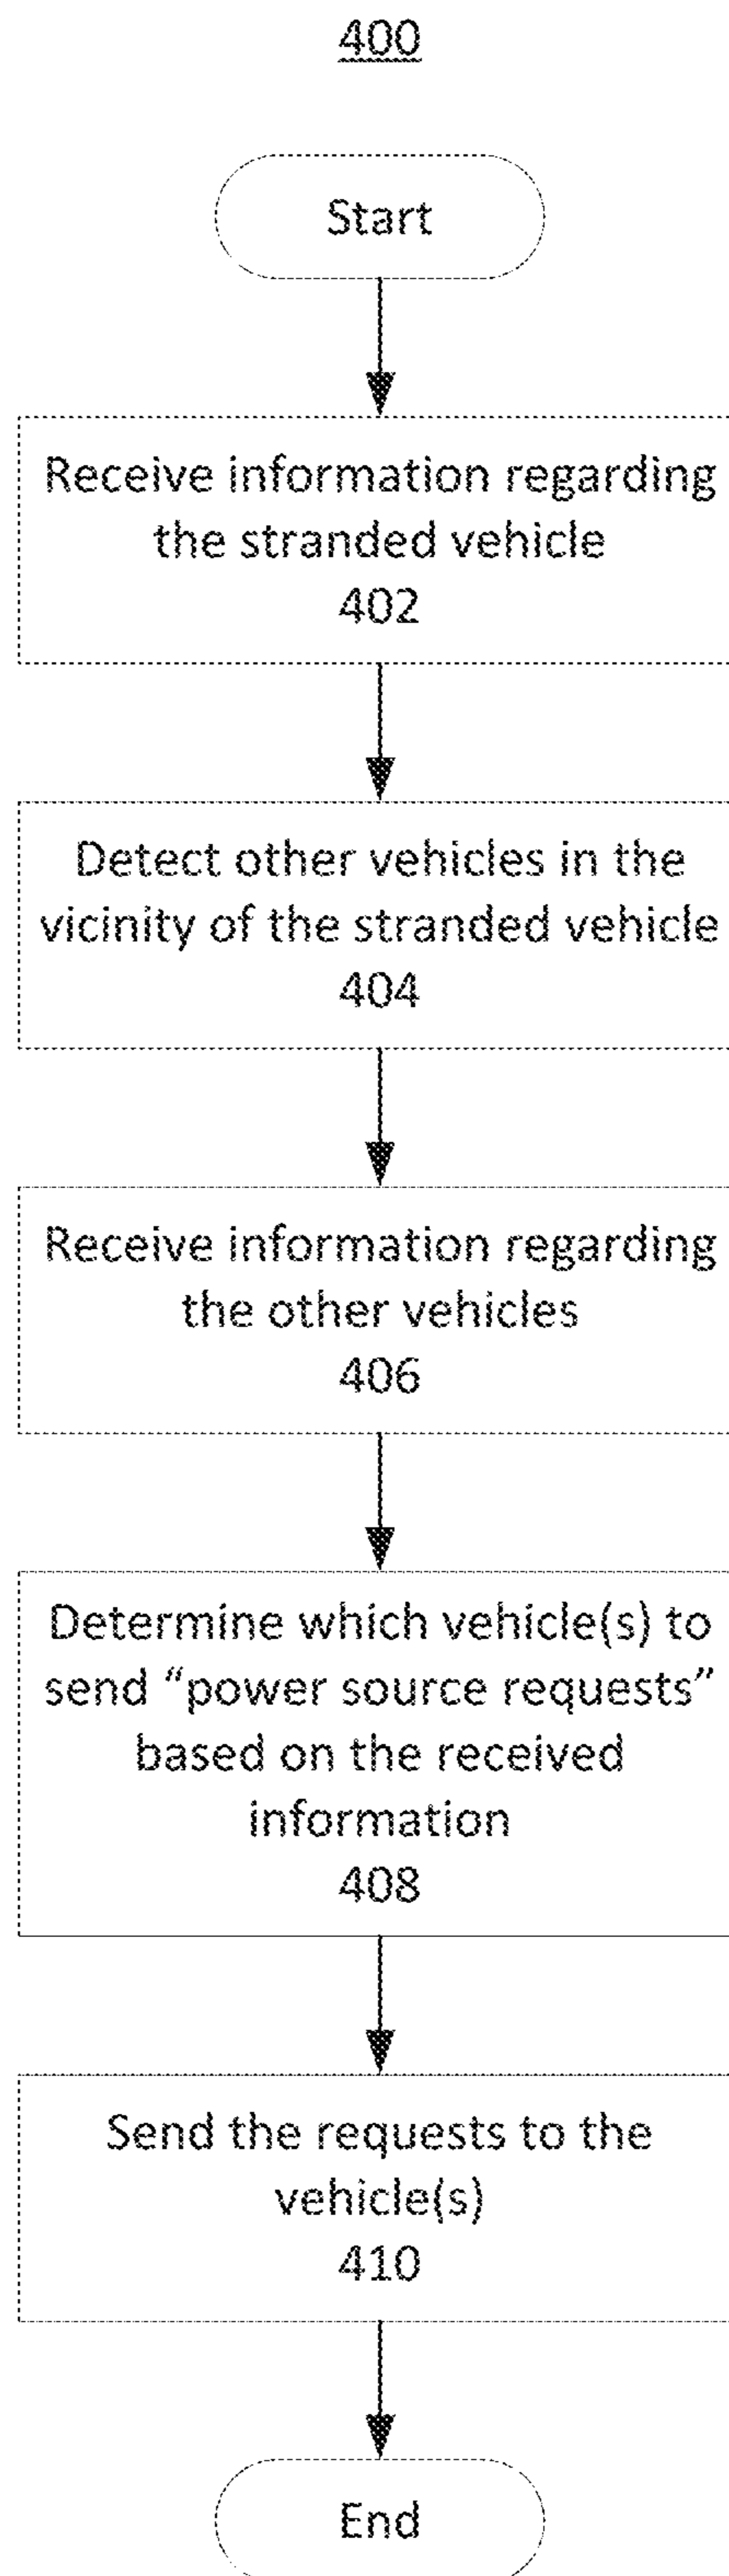 400
Start
Receive information regarding
the stranded vehicle
402
Detect other vehicles in the
vicinity of the stranded vehicle
404
Receive information regarding
the other vehicles
406
Determine which vehicle(s) to
send “power source requests”
based on the received
information
408
Send the requests to the
vehicle(s)
410
End